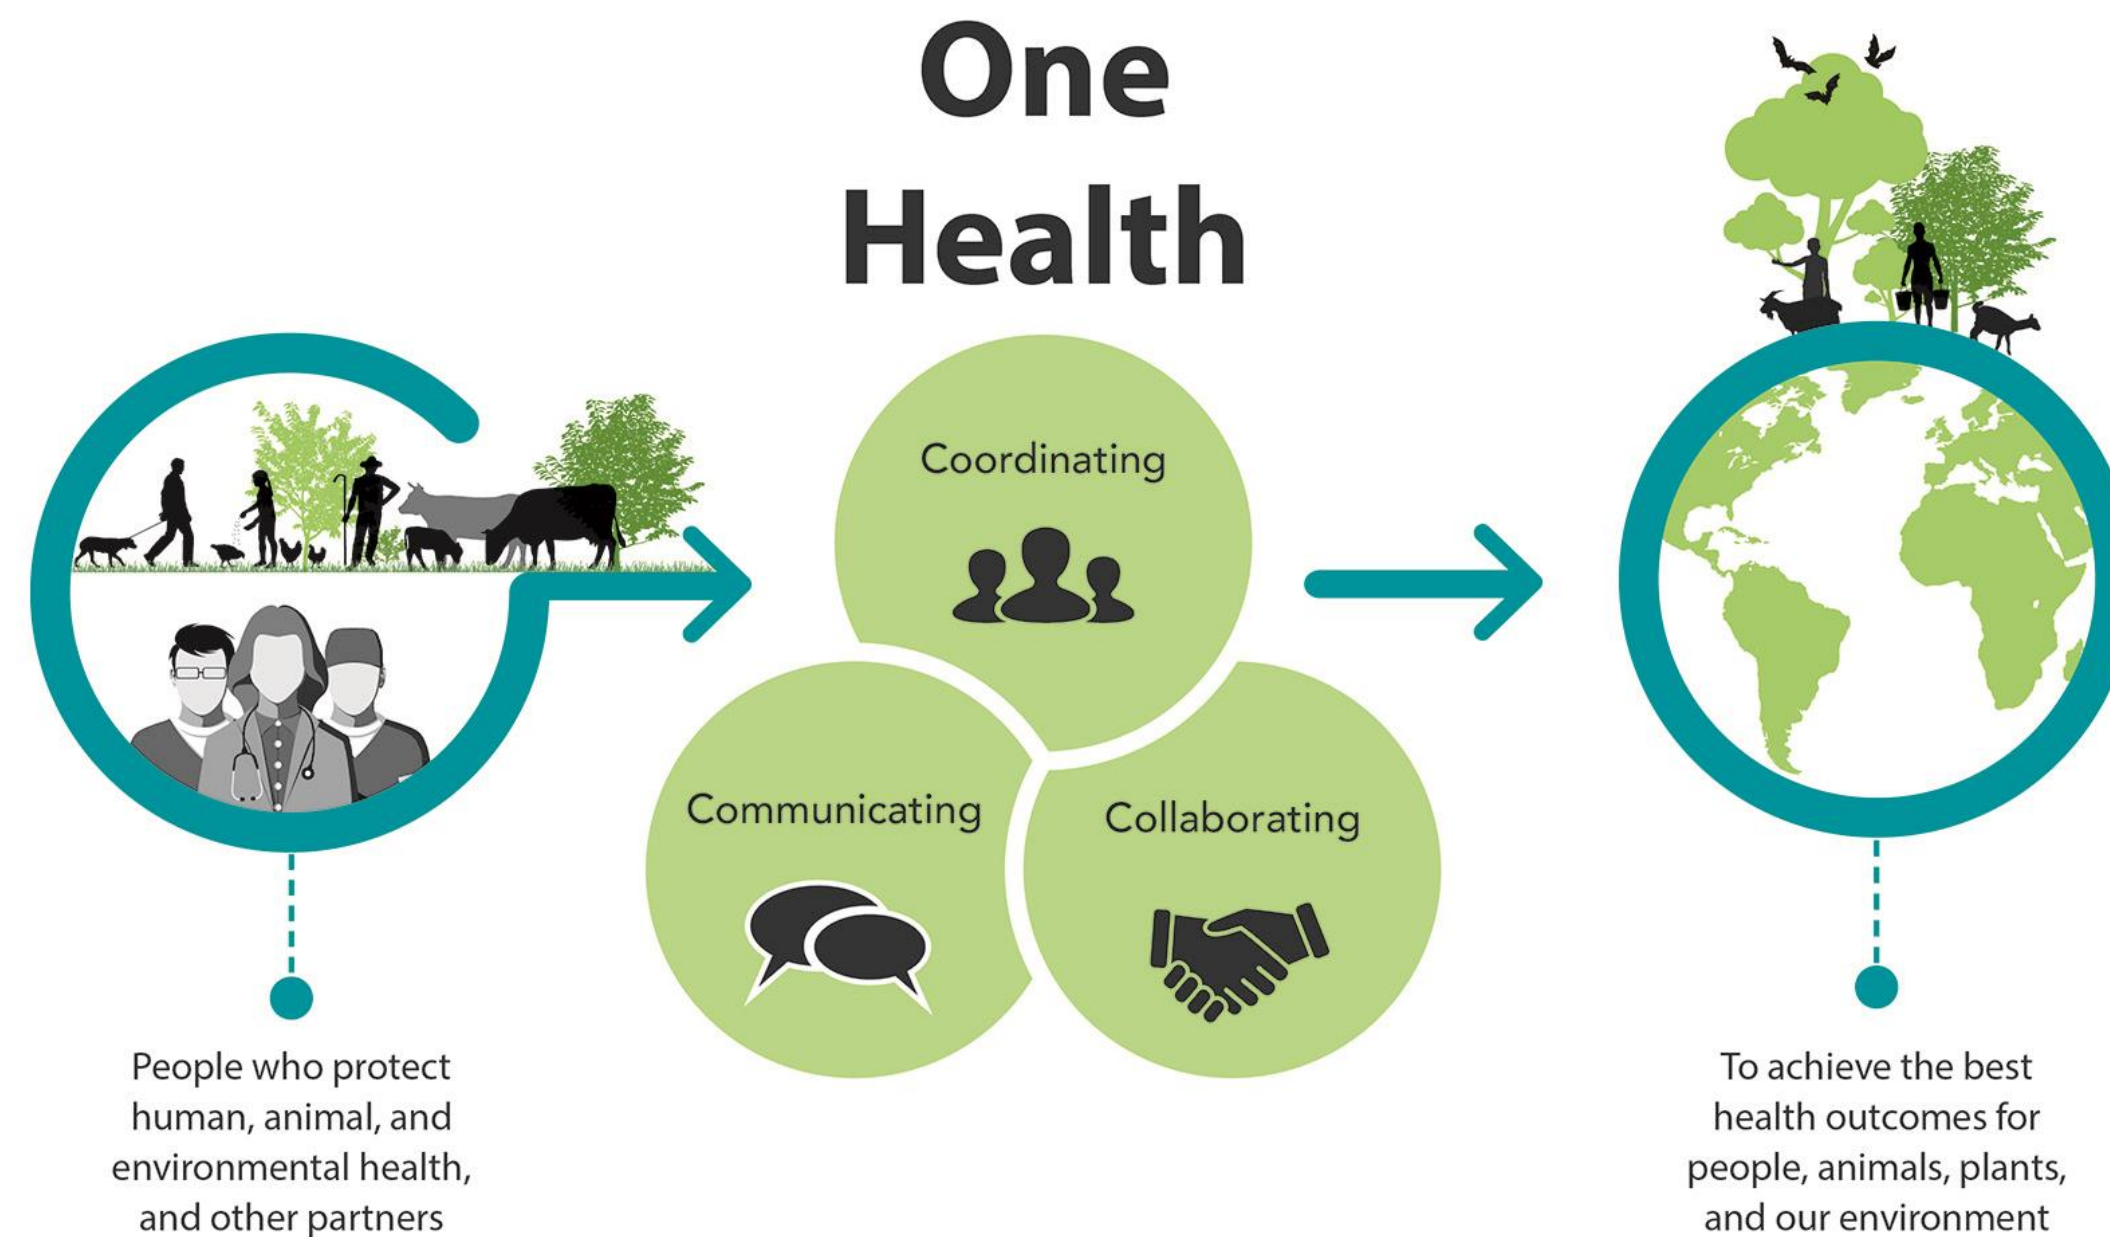 One
Health
Coordinating
Communicating
Collaborating
People who protect
human, animal, and
environmental health,
and other partners
To achieve the best
health outcomes for
people, animals, plants,
and our environment